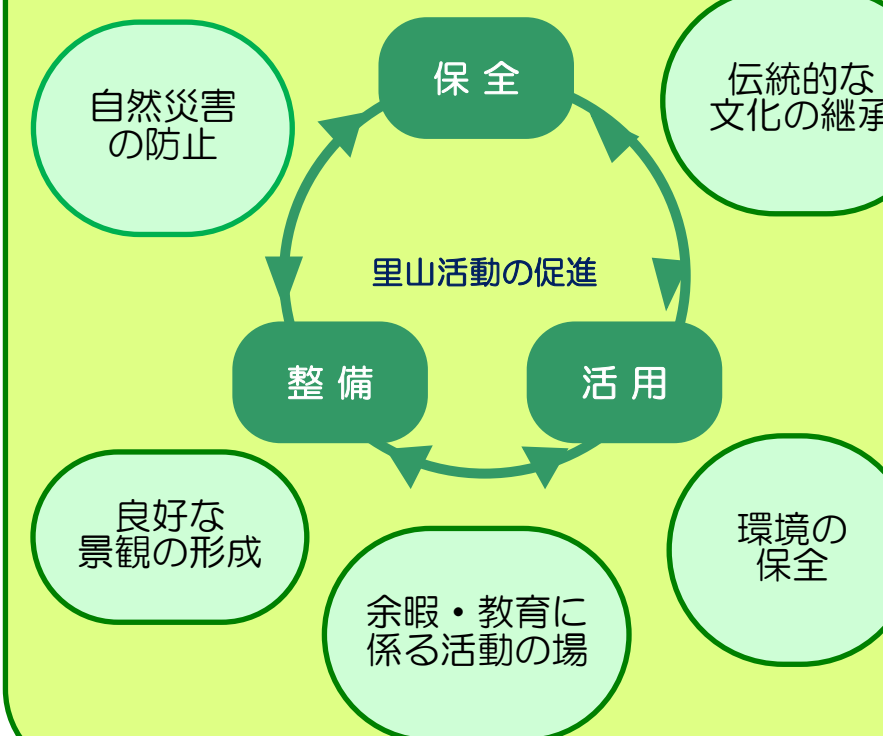 保全
自然災害
の防止
伝統的な
文化の継承
里山活動の促進
整備
活用
良好な
景観の形成
環境の
保全
余暇・教育に
係る活動の場